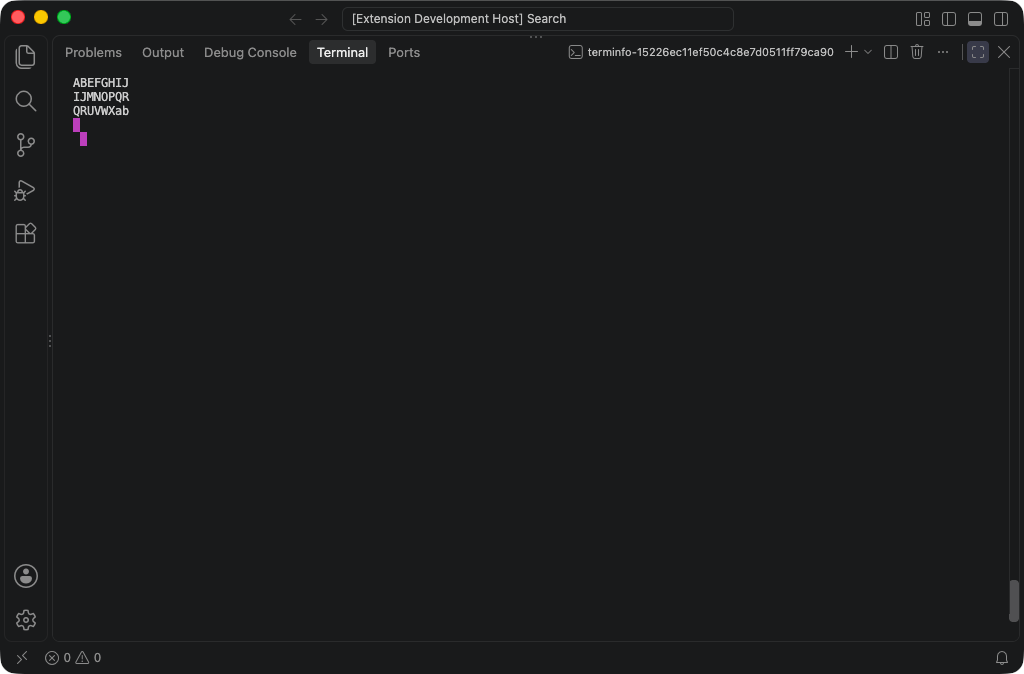 [Extension Development Host] Search
Problems Output Debug Console Terminal Ports
terminfo-15226ec11ef50c4c8e7d0511ff79ca90
ABEFGHIJ
IJMNOPQR
QRUVWXab
0 0